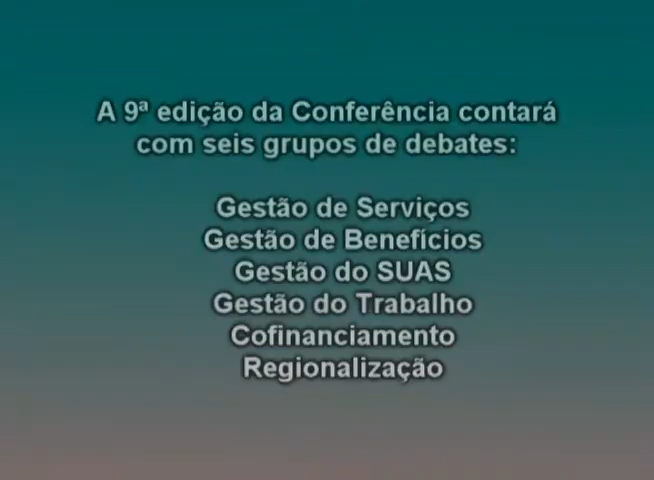 A 9ª edição da Conferência contará
com seis grupos de debates:
Gestão de Serviços
Gestão de Benefícios
Gestão do SUAS
Gestão do Trabalho
Cofinanciamento
Regionalização